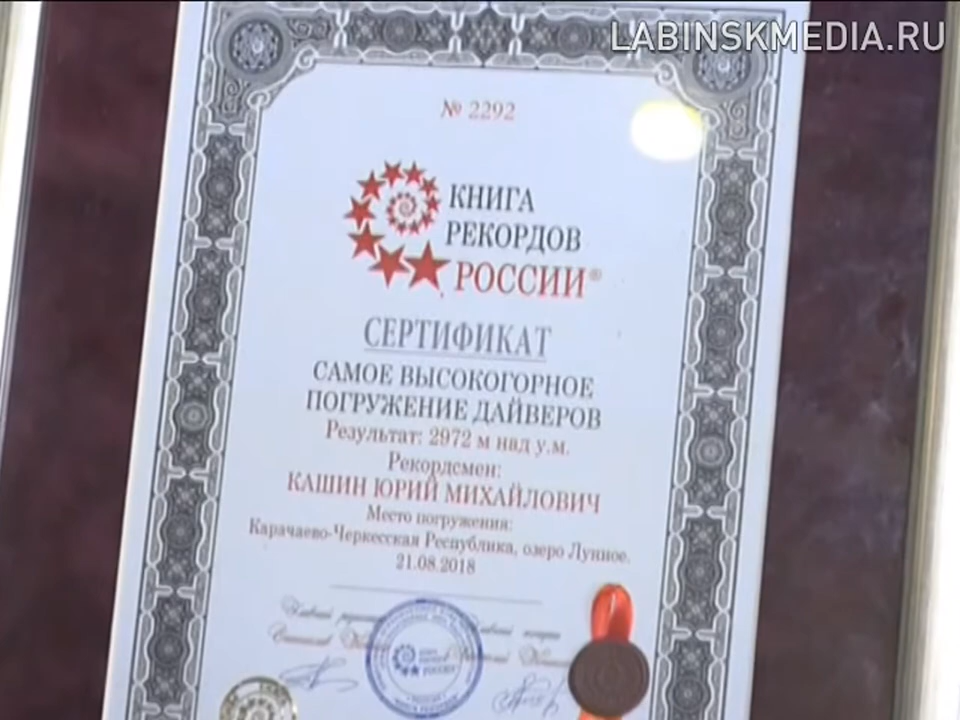 LABINSKMEDIA.RU
№ 2292
КНИГА
РЕКОРДОВ
РОССИИ®
СЕРТИФИКАТ
САМОЕ ВЫСОКОГОРНОЕ
ПОГРУЖЕНИЕ ДАЙВЕРОВ
Результат: 2972 м над у.м.
Рекордсмен:
КАШИН ЮРИЙ МИХАЙЛОВИЧ
Место погружения:
Карачаево-Черкесская Республика, озеро Лунное.
21.08.2018